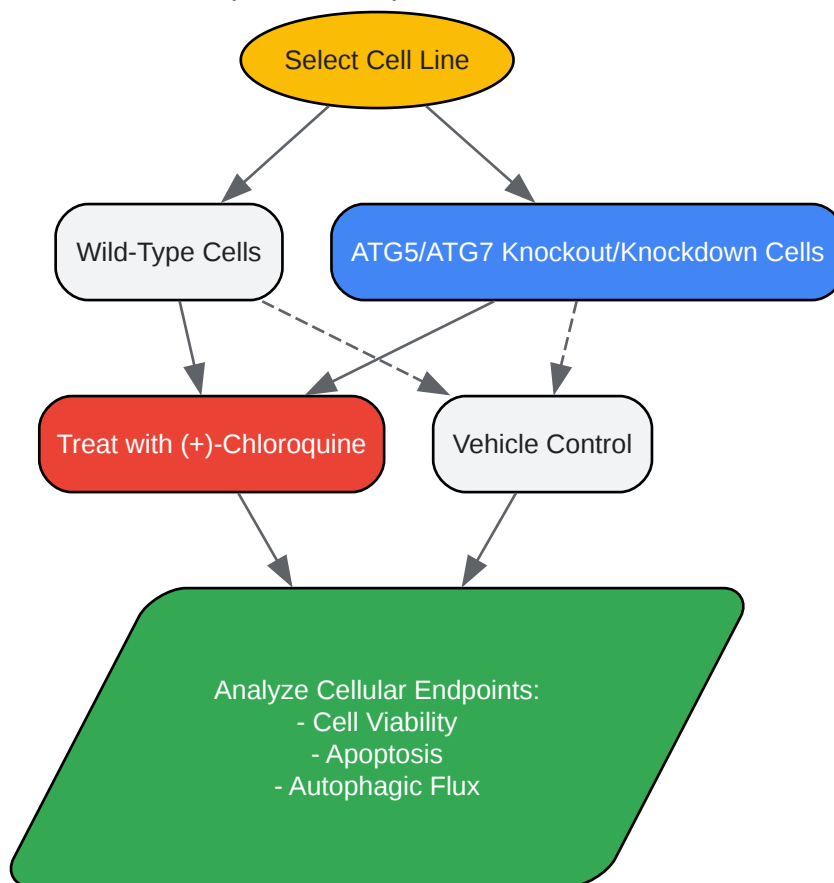 Select Cell Line
Wild-Type Cells
ATG5/ATG7 Knockout/Knockdown Cells
Treat with (+)-Chloroquine
Vehicle Control
Analyze Cellular Endpoints:
- Cell Viability
- Apoptosis
- Autophagic Flux